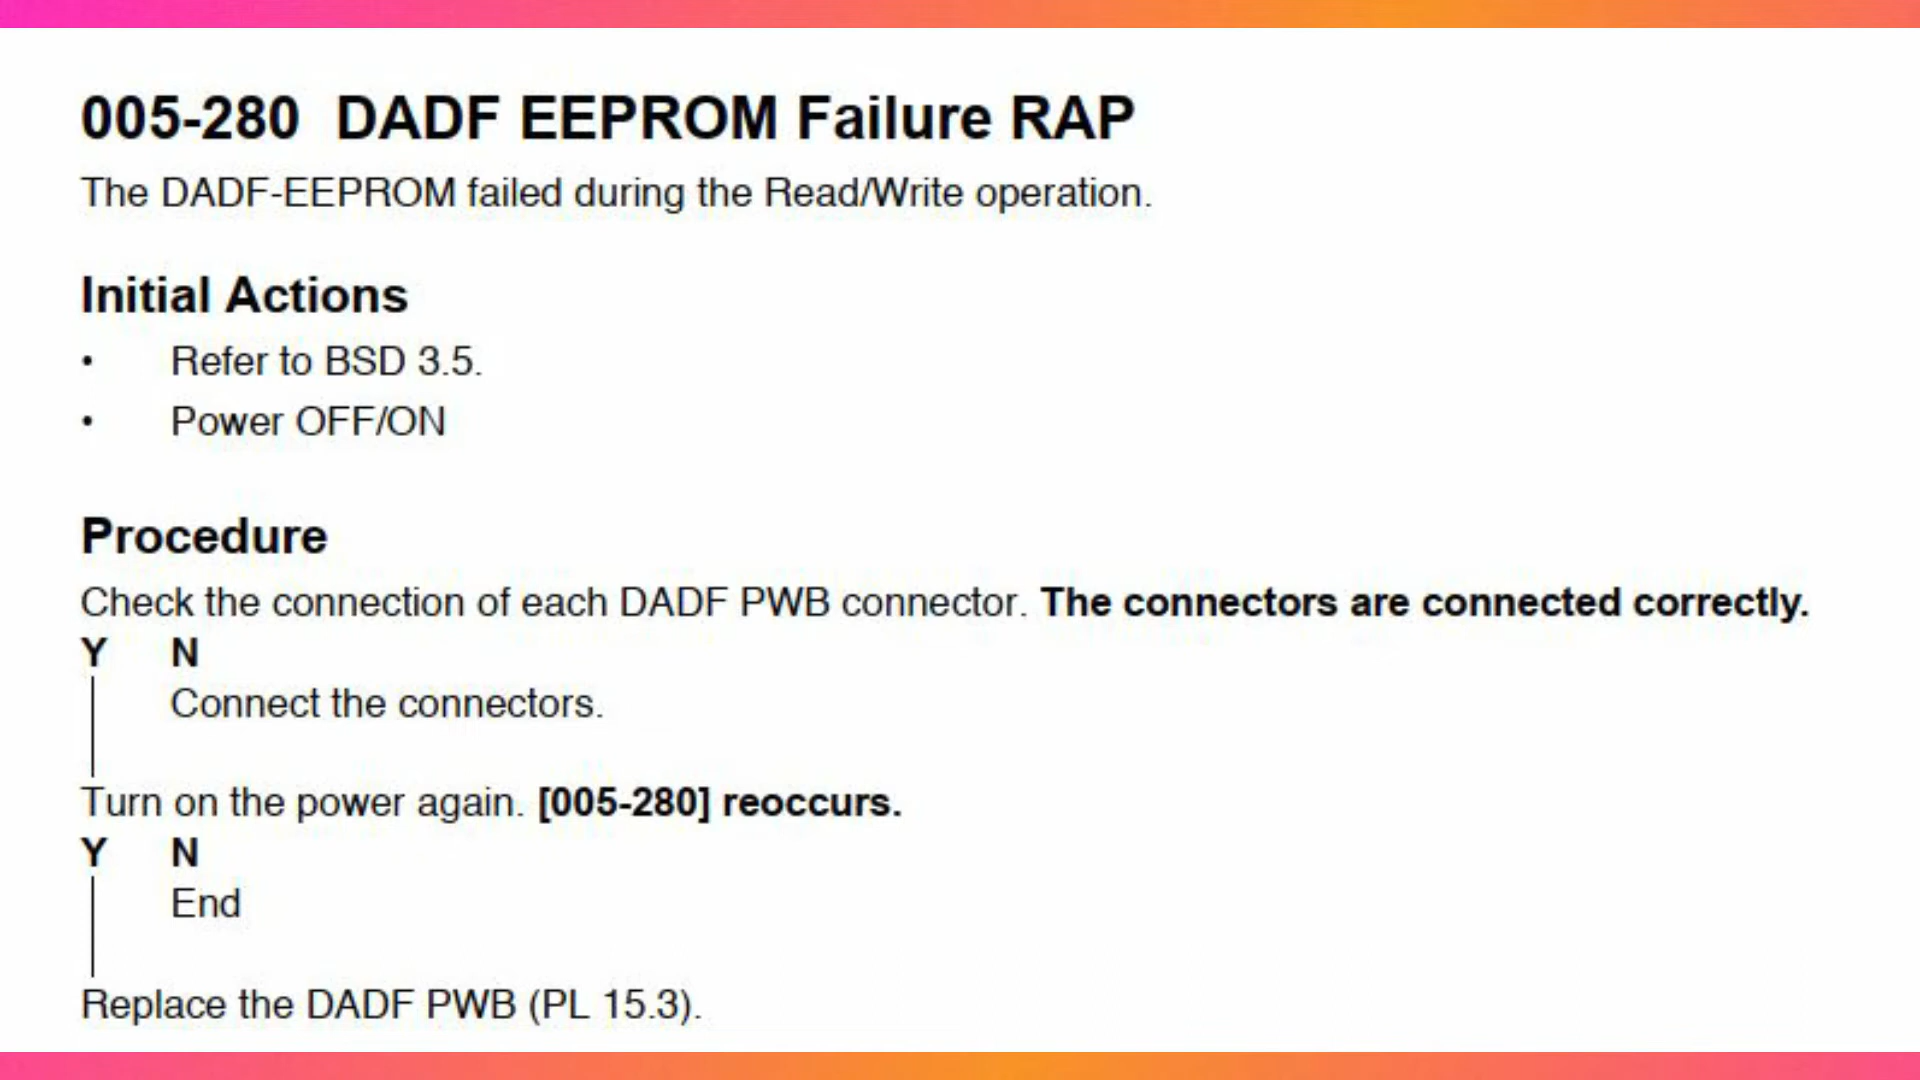 005-280 DADF EEPROM Failure RAP
The DADF-EEPROM failed during the Read/Write operation.
Initial Actions
• Refer to BSD 3.5.
• Power OFF/ON
Procedure
Check the connection of each DADF PWB connector. The connectors are connected correctly.
Y N
Connect the connectors.
Turn on the power again. [005-280] reoccurs.
Y N
End
Replace the DADF PWB (PL 15.3).